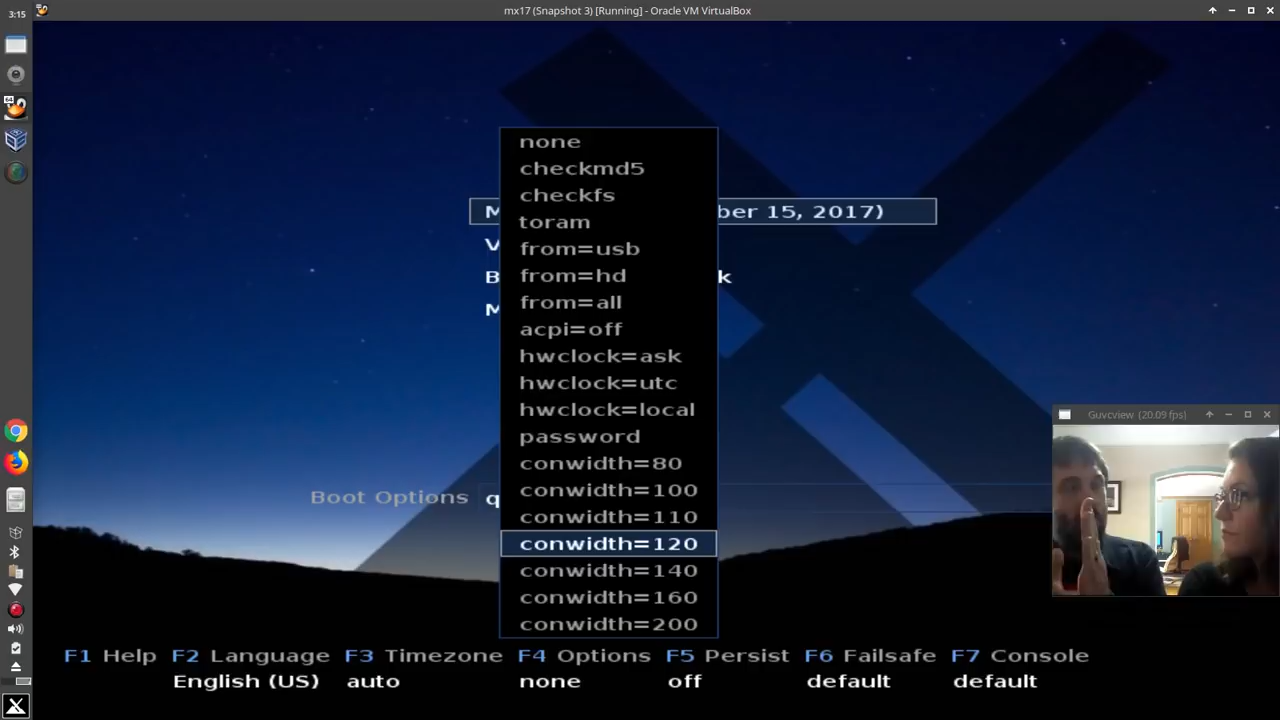 3:15
mx17 (Snapshot 3) [Running] - Oracle VM VirtualBox
64
none
checkmd5
checkfs
toram
from=usb
from=hd
from=all
acpi=off
hwclock=ask
hwclock=utc
hwclock=local
password
conwidth=80
conwidth=100
conwidth=110
conwidth=120
conwidth=140
conwidth=160
conwidth=200
M ber 15, 2017)
V
B k
M
Boot Options q
Guvcview (20.09 fps)
F1 Help F2 Language F3 Timezone F4 Options F5 Persist F6 Failsafe F7 Console
English (US) auto none off default default